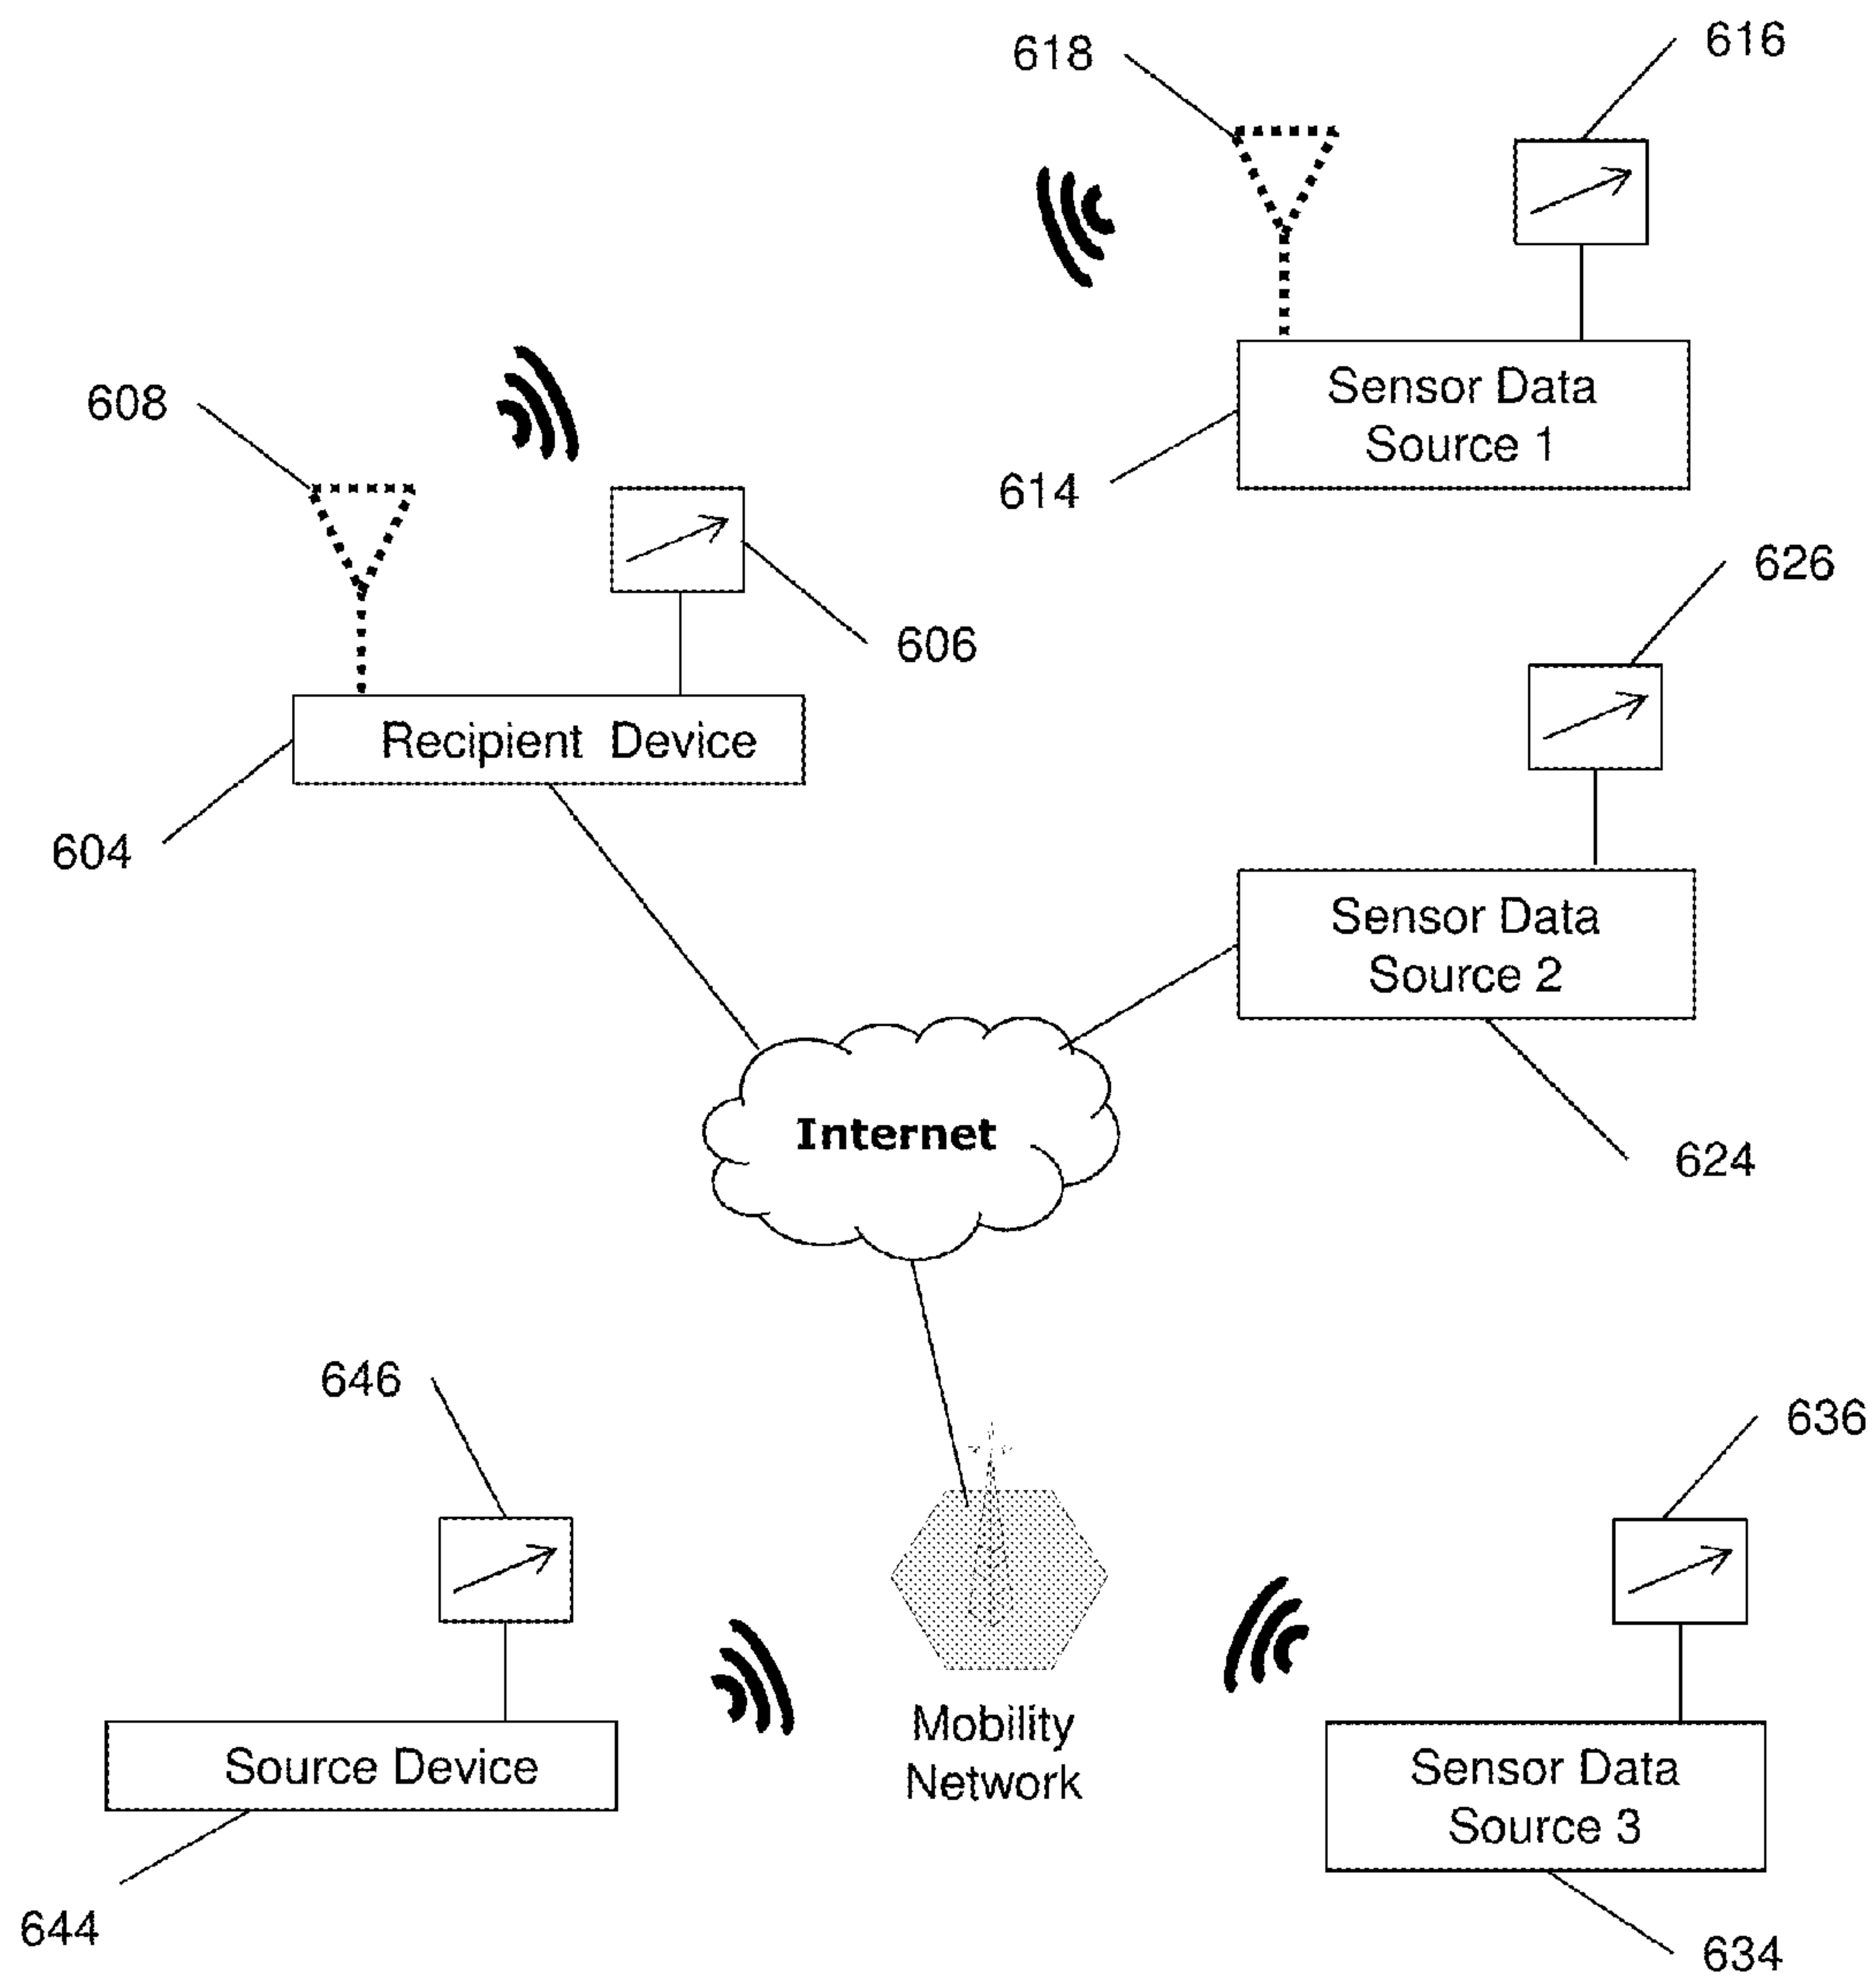 618
616
Sensor Data
Source 1
614
608
606
Recipient Device
604
626
Sensor Data
Source 2
624
Internet
646
636
Mobility
Network
Source Device
644
Sensor Data
Source 3
634